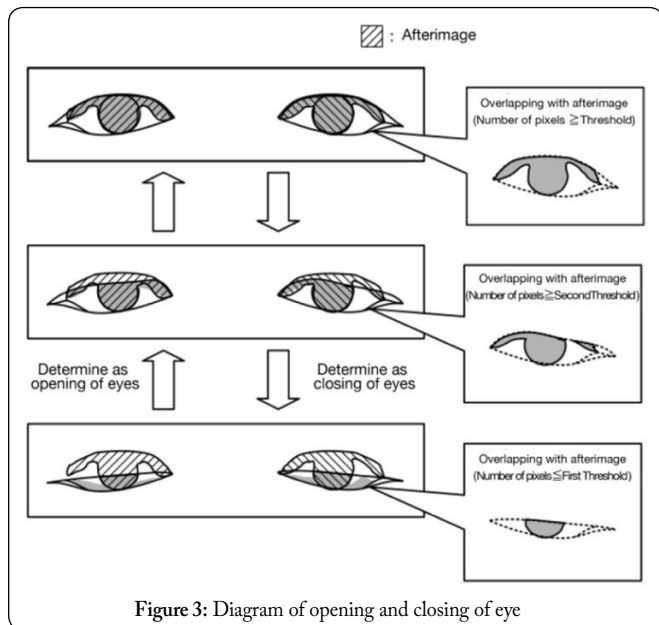 : Afterimage
Overlapping with afterimage
(Number of pixels ≧Threshold)
Overlapping with afterimage
(Number of pixels≧SecondThreshold)
Determine as
opening of eyes
Determine as
closing of eyes
Overlapping with afterimage
(Number of pixels≦First Threshold)
Figure 3: Diagram of opening and closing of eye